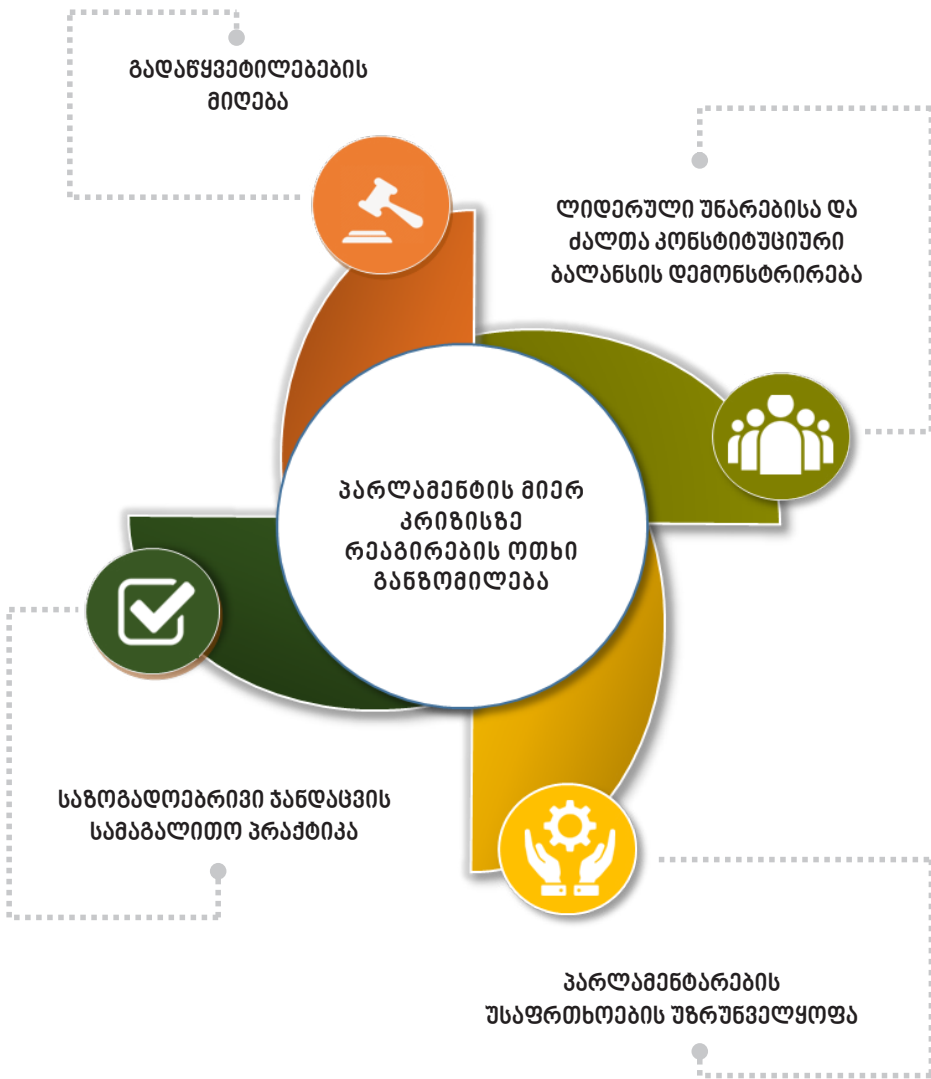 გადაწყვეტილებების
მიღება
ლიდერული უნარებისა და
ძალთა კონსტიტუციური
ბალანსის დემონსტრირება
პარლამენტის მიერ
კრიზისზე
რეაგირების ოთხი
განზომილება
საზოგადოებრივი ჯანდაცვის
სამაგალითო პრაქტიკა
პარლამენტარების
უსაფრთხოების უზრუნველყოფა